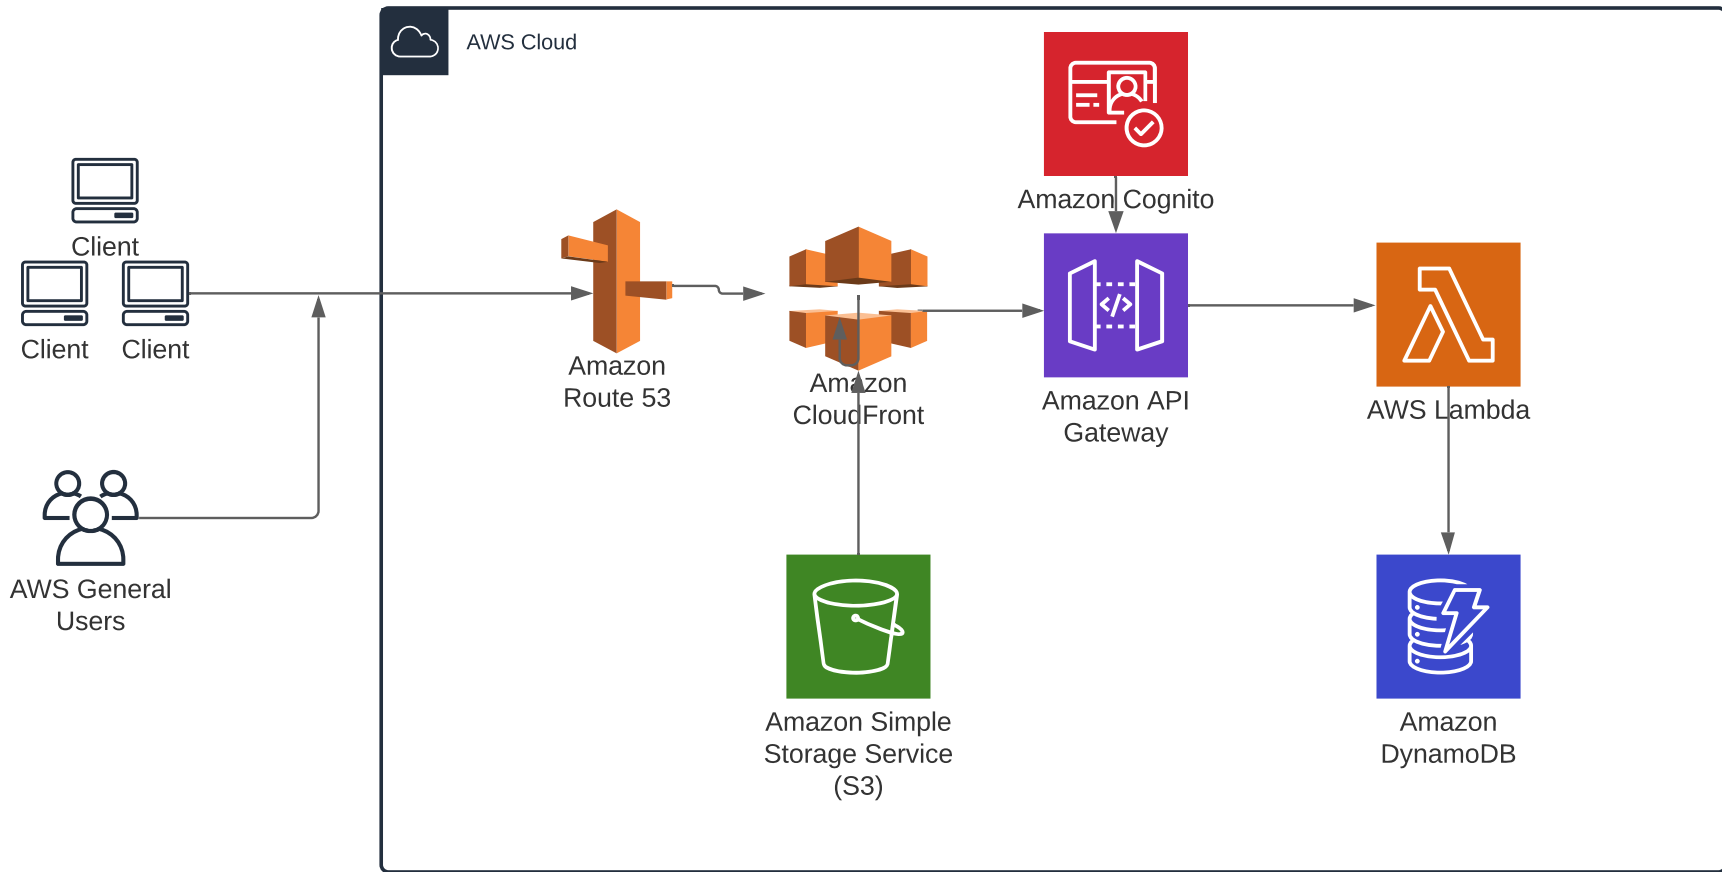 AWS Cloud
Amazon Cognito
Client
Client
Client
Amazon
Route 53
Amazon
CloudFront
Amazon API
Gateway
AWS Lambda
AWS General
Users
Amazon Simple
Storage Service
(S3)
Amazon
DynamoDB